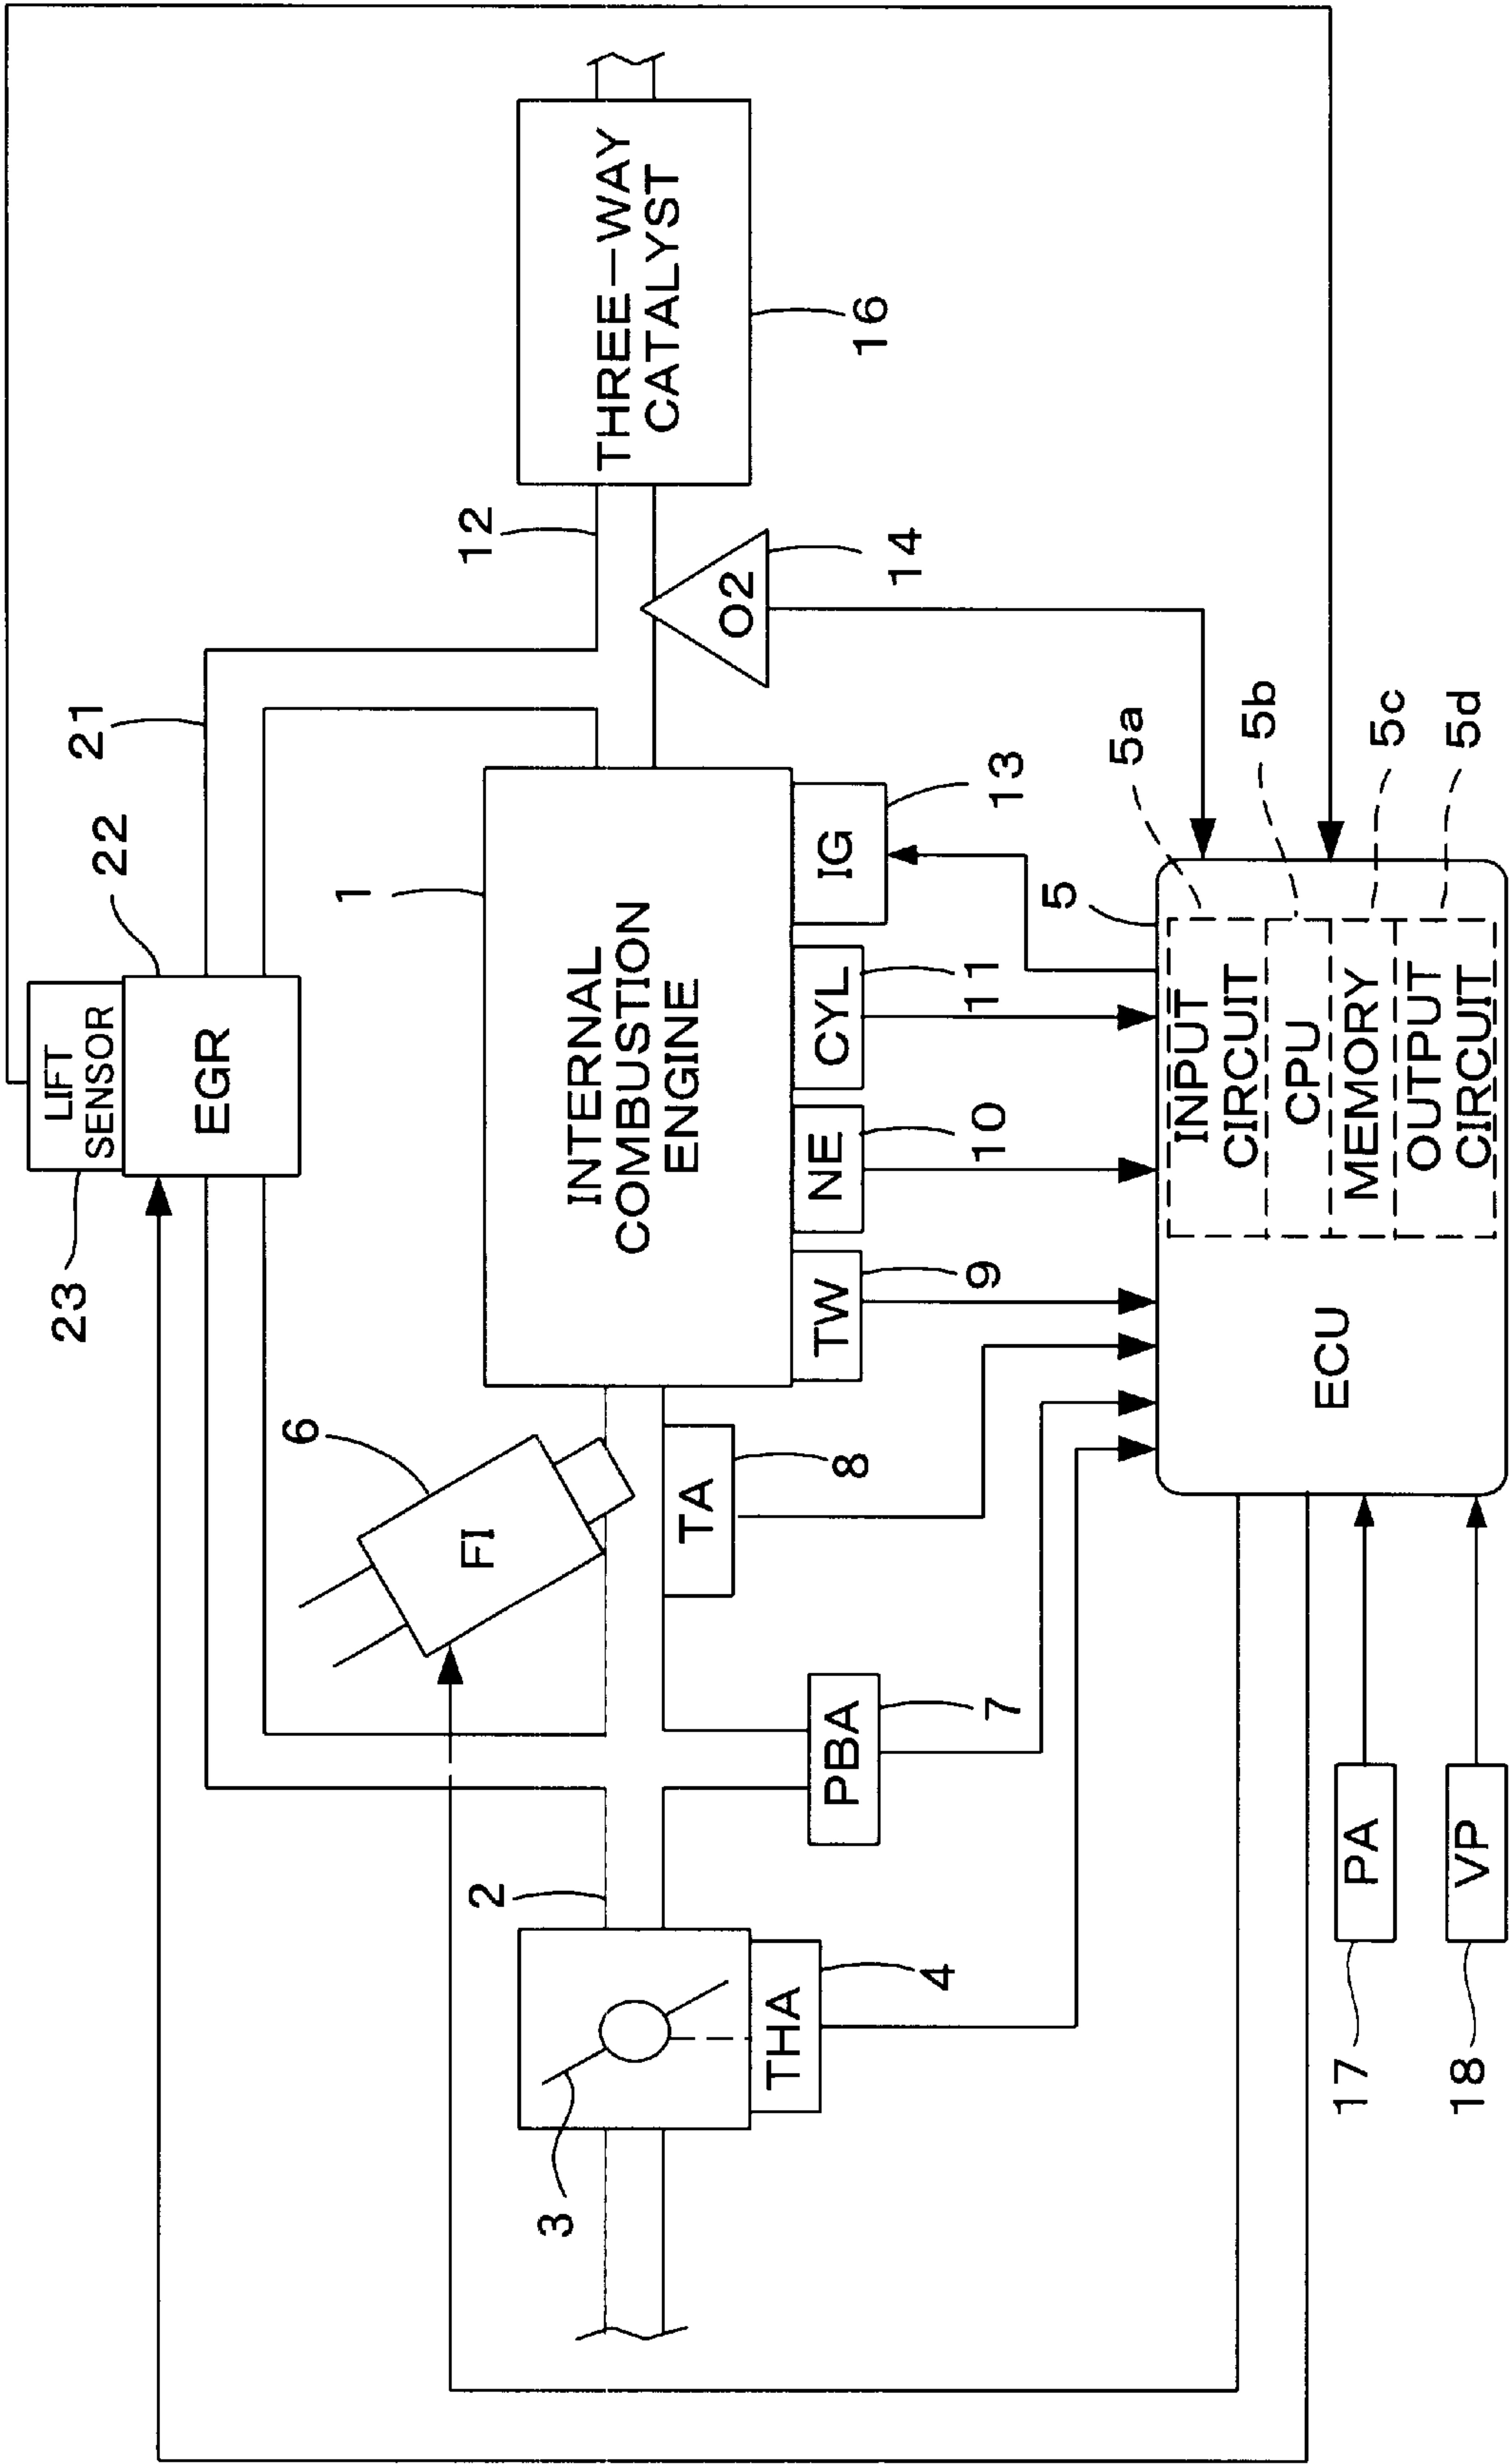 23
LIFT
SENSOR
22
EGR
21
6
FI
1
INTERNAL
COMBUSTION
ENGINE
12
THREE-WAY
CATALYST
16
2
3
THA
4
PBA
7
TA
8
TW
9
NE
10
CYL
11
IG
13
O2
14
17
PA
18
VP
ECU
5
INPUT
CIRCUIT
5a
CPU
5b
MEMORY
5c
OUTPUT
CIRCUIT
5d